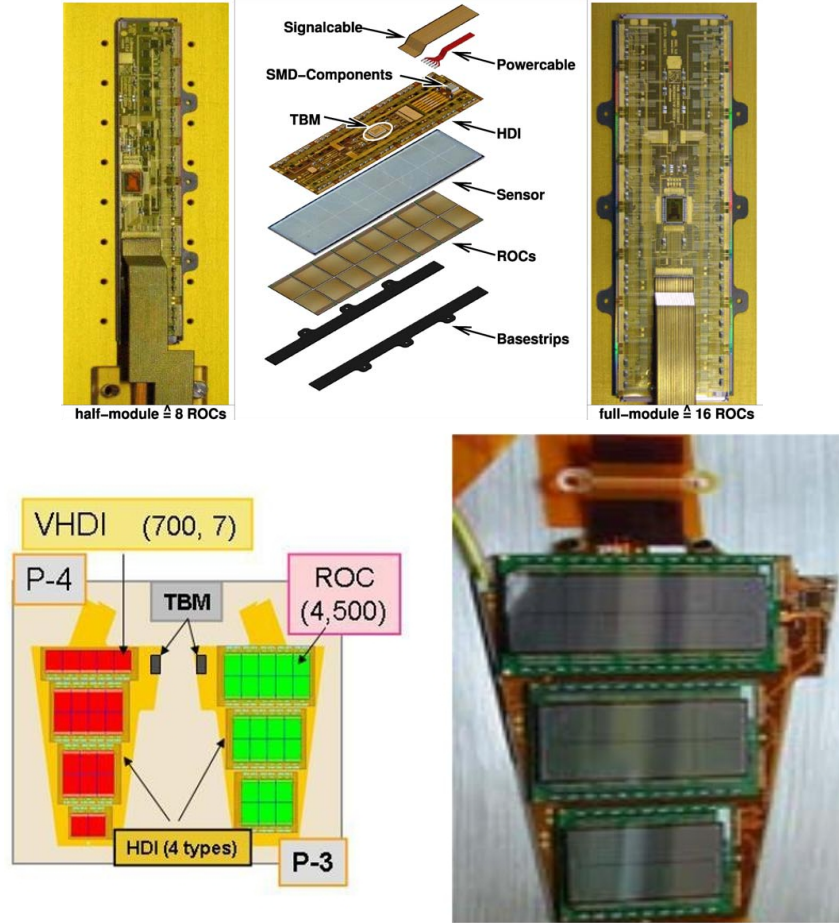 Signalcable
Powercable
SMD-Components
TBM
HDI
Sensor
ROCs
Basestrips
half-module ≙ 8 ROCs
full-module ≙ 16 ROCs
VHDI (700, 7)
P-4
TBM
ROC
(4,500)
HDI (4 types)
P-3